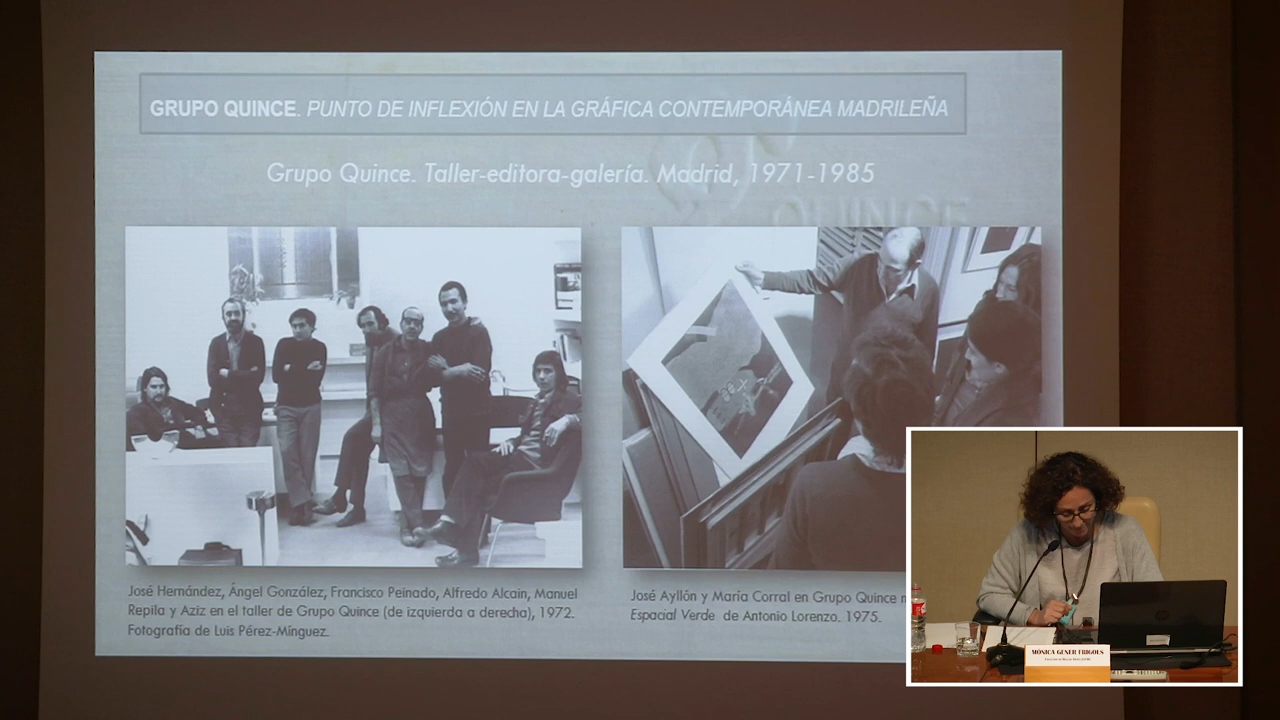 GRUPO QUINCE. PUNTO DE INFLEXIÓN EN LA GRÁFICA CONTEMPORÁNEA MADRILEÑA
Grupo Quince. Taller-editora-galería. Madrid, 1971-1985
QUINCE
José Hernández, Ángel González, Francisco Peinado, Alfredo Alcain, Manuel
Repila y Azíz en el taller de Grupo Quince (de izquierda a derecha), 1972.
Fotografía de Luis Pérez-Mínguez.
José Ayllón y María Corral en Grupo Quince
Espacial Verde de Antonio Lorenzo. 1975.
MÓNICA GENER FRIGOLS